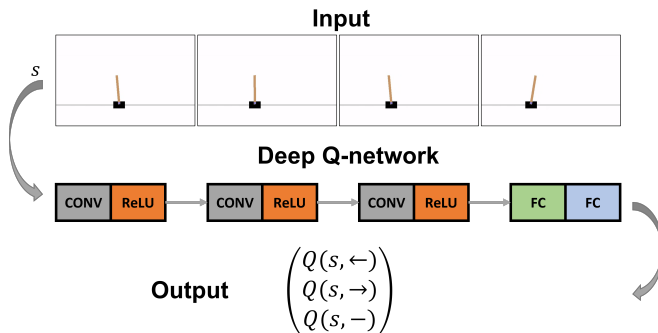 Input
s
Deep Q-network
CONV ReLU CONV ReLU CONV ReLU FC FC
Q(s, ←)
Output Q(s, →)
Q(s, −)